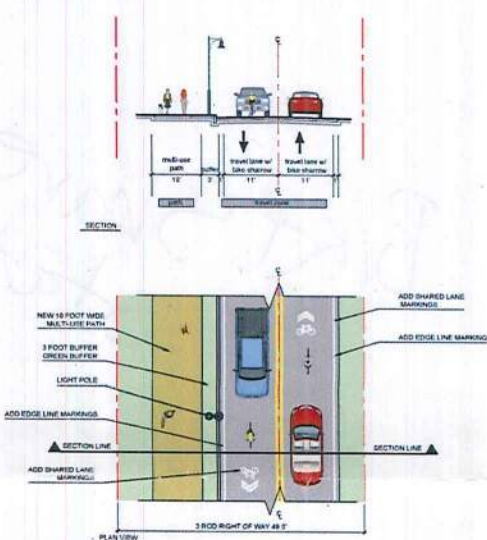 multi-use
path
buffer
travel lane w/
bike sharrow
travel lane w/
bike sharrow
3'
11'
11'
path
travel zone
SECTION
NEW 10 FOOT WIDE
MULTI-USE PATH
3 FOOT BUFFER
GREEN BUFFER
LIGHT POLE
ADD EDGE LINE MARKINGS
SECTION LINE
ADD SHARED LANE
MARKINGS
ADD SHARED LANE
MARKINGS
ADD EDGE LINE MARKING
SECTION LINE
3 ROD RIGHT OF WAY 49.5'
PLAN VIEW